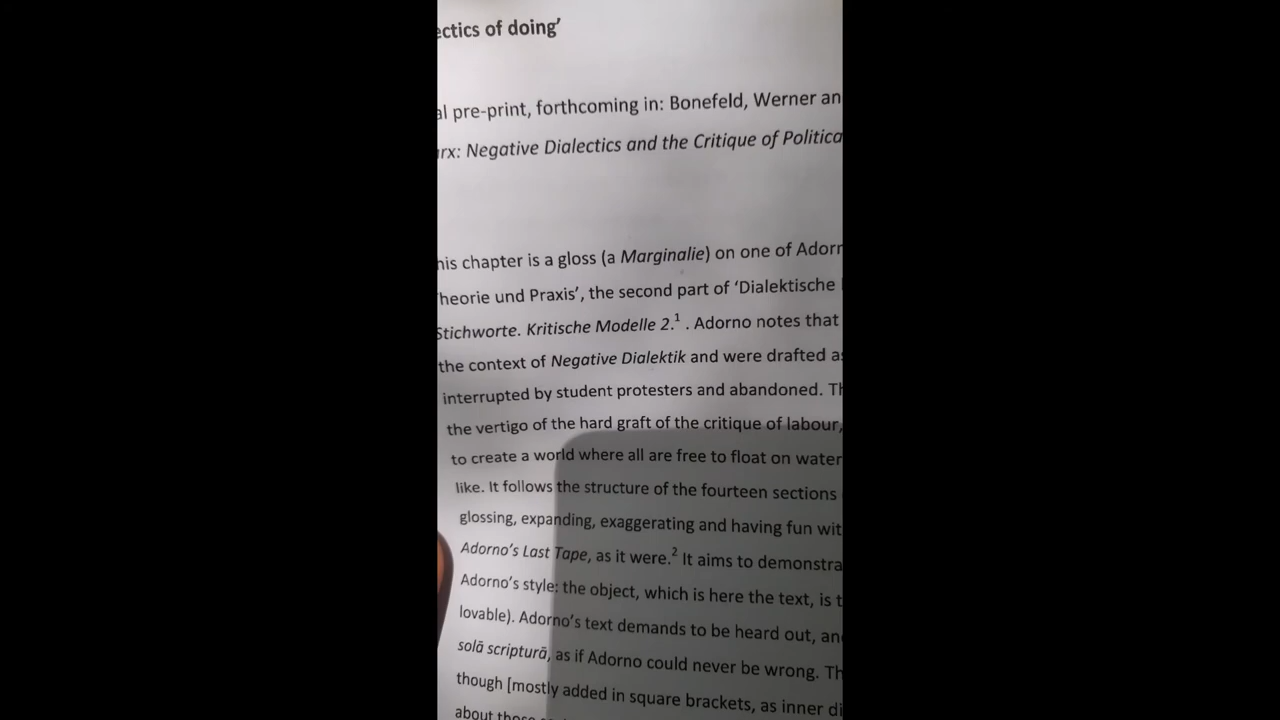 ectics of doing’
al pre-print, forthcoming in: Bonefeld, Werner an
arx: Negative Dialectics and the Critique of Politica
his chapter is a gloss (a Marginalie) on one of Adorn
Theorie und Praxis’, the second part of ‘Dialektische
Stichworte. Kritische Modelle 2.¹ . Adorno notes that
the context of Negative Dialektik and were drafted as
interrupted by student protesters and abandoned. Th
the vertigo of the hard graft of the critique of labour,
to create a world where all are free to float on water
like. It follows the structure of the fourteen sections
glossing, expanding, exaggerating and having fun wit
Adorno’s Last Tape, as it were.² It aims to demonstra
Adorno’s style: the object, which is here the text, is t
lovable). Adorno’s text demands to be heard out, an
solā scripturā, as if Adorno could never be wrong. Th
though [mostly added in square brackets, as inner di
about those